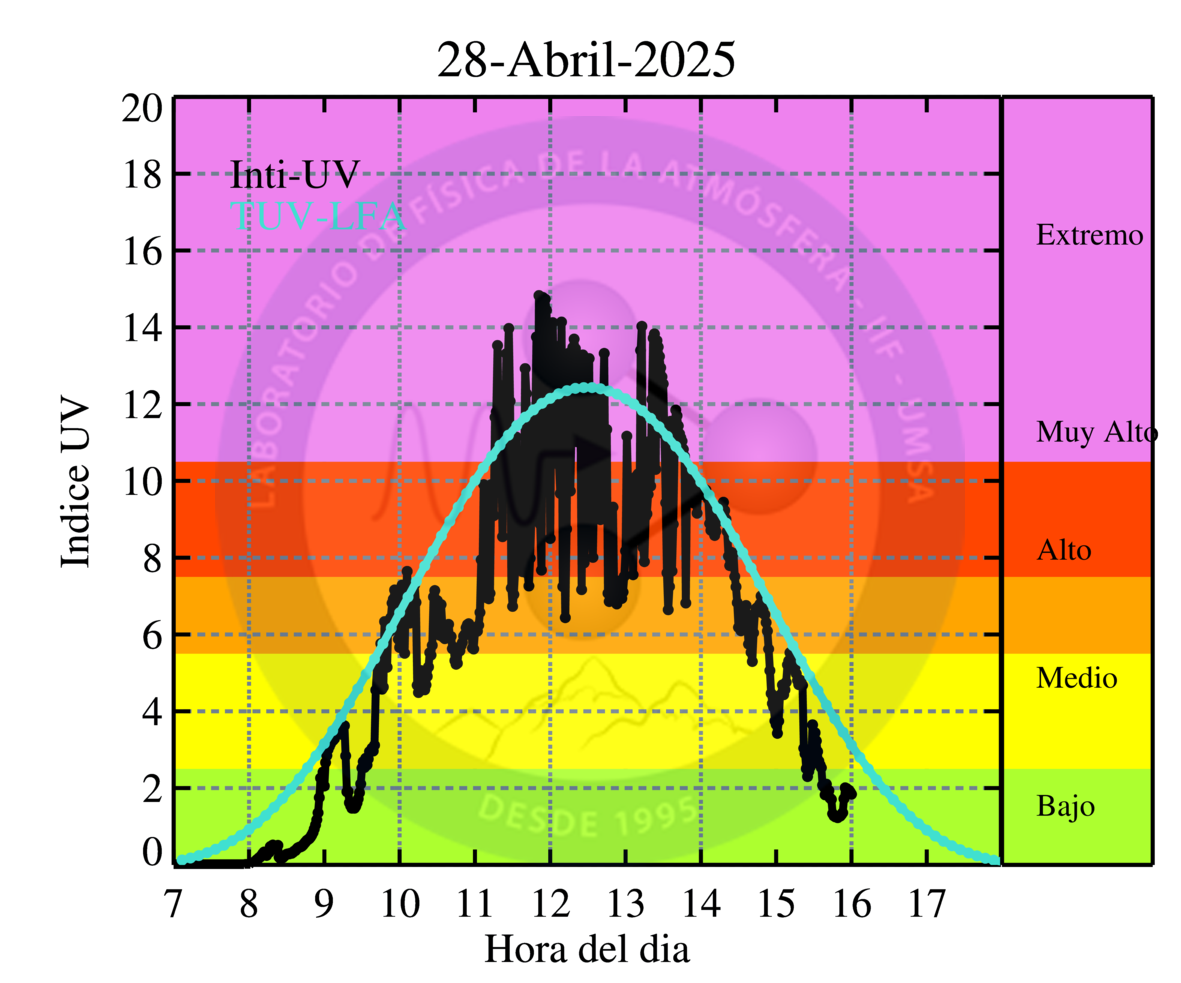 28-Abril-2025
20
18
16
14
12
10
8
6
4
2
0
Indice UV
Inti-UV
TUV-LFA
LABORATORIO DE FÍSICA DE LA ATMÓSFERA - IIF - UMSA
DESDE 1995
Extremo
Muy Alto
Alto
Medio
Bajo
7 8 9 10 11 12 13 14 15 16 17
Hora del dia